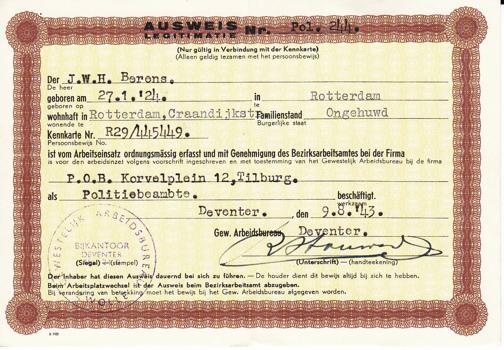 AUSWEIS Nr. Pol. 244.
LEGITIMATIE
(Nur gültig in Verbindung mit der Kennkarte)
(Alleen geldig tezamen met het persoonsbewijs)
Der J.W.H. Berens.
De heer
geboren am 27.1.'24. in Rotterdam
geboren op te
wohnhaft in Rotterdam,Craandijkstr. Familienstand Ongehuwd
wonende te Burgerlijke staat
Kennkarte Nr. R29/445449.
Persoonsbewijs No.
ist vom Arbeitseinsatz ordnungsmässig erfasst und mit Genehmigung des Bezirksarbeitsamtes bei der Firma
is voor den arbeidsinzet volgens voorschrift ingeschreven en met toestemming van het Gewestelijk Arbeidsbureau bij de firma
P.O.B. Korvelplein 12,Tilburg.
als Politiebeambte. beschäftigt.
werkzaam
Deventer. den 9.8.'43.
Gew. Arbeidsbureau Deventer.
GEWESTELIJK ARBEIDSBUREAU
BIJKANTOOR
DEVENTER
ZWOLLE
(Siegel) — (stempel)
(Unterschrift) — (handteekening)
Der Inhaber hat diesen Ausweis dauernd bei sich zu führen. — De houder dient dit bewijs altijd bij zich te hebben.
Beim Arbeitsplatzwechsel ist der Ausweis beim Bezirksarbeitsamt abzugeben.
Bij verandering van betrekking moet het bewijs bij het Gew. Arbeidsbureau afgegeven worden.